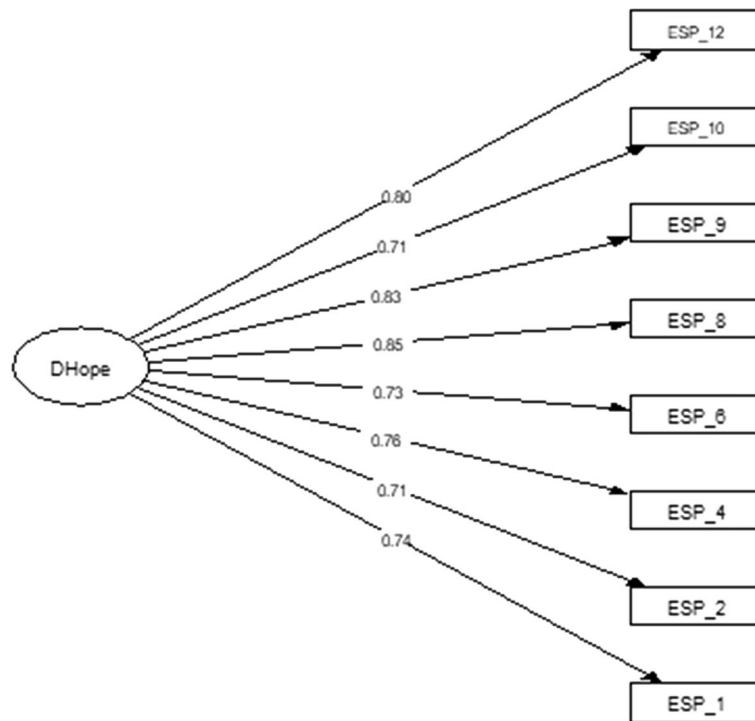 ESP_12
ESP_10
0.80
ESP_9
0.71
0.83
ESP_8
0.85
DHope
0.73
ESP_6
0.76
0.71
ESP_4
0.74
ESP_2
ESP_1